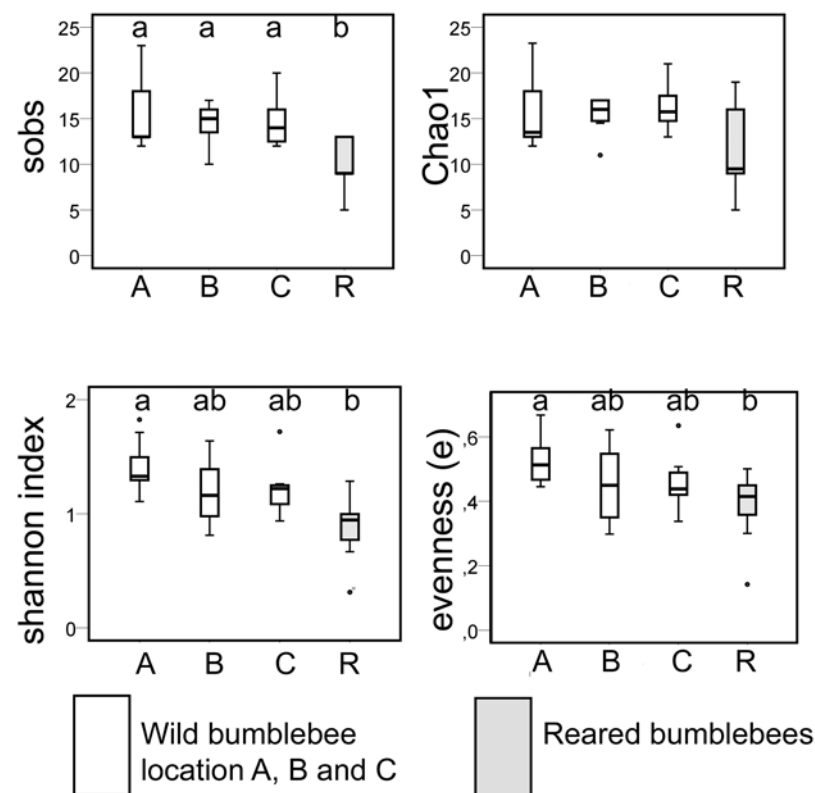 sobs
25
20
15
10
5
0
a a a b
A B C R
Chao1
25
20
15
10
5
0
A B C R
shannon index
2
1
0
a ab ab b
A B C R
evenness (e)
,6
,4
,2
,0
a ab ab b
A B C R
Wild bumblebee
location A, B and C
Reared bumblebees